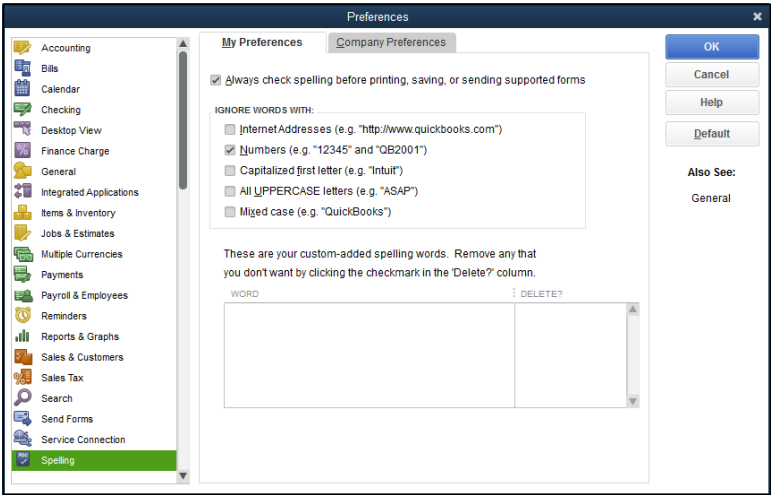 Preferences
Accounting
Bills
Calendar
Checking
Desktop View
Finance Charge
General
Integrated Applications
Items & Inventory
Jobs & Estimates
Multiple Currencies
Payments
Payroll & Employees
Reminders
Reports & Graphs
Sales & Customers
Sales Tax
Search
Send Forms
Service Connection
Spelling
My Preferences
Company Preferences
Always check spelling before printing, saving, or sending supported forms
IGNORE WORDS WITH:
Internet Addresses (e.g. "http://www.quickbooks.com")
Numbers (e.g. "12345" and "QB2001")
Capitalized first letter (e.g. "Intuit")
All UPPERCASE letters (e.g. "ASAP")
Mixed case (e.g. "QuickBooks")
These are your custom-added spelling words. Remove any that
you don't want by clicking the checkmark in the 'Delete?' column.
WORD
DELETE?
OK
Cancel
Help
Default
Also See:
General